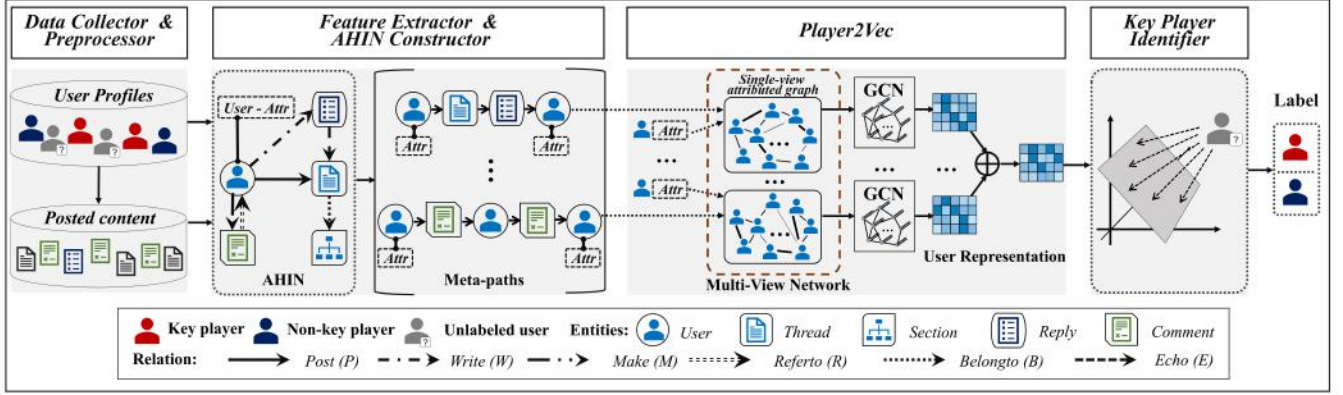 Data Collector &
Preprocessor
Feature Extractor &
AHIN Constructor
Player2Vec
Key Player
Identifier
User Profiles
?
?
Posted content
User - Attr
AHIN
Attr
Attr
...
Attr
Attr
Meta-paths
Attr
...
Attr
Single-view
attributed graph
...
...
...
Multi-View Network
GCN
...
...
GCN
...
...
User Representation
?
Label
Key player
Non-key player
?
Unlabeled user
Entities:
User
Thread
Section
Reply
Comment
Relation:
Post (P)
Write (W)
Make (M)
Referto (R)
Belongto (B)
Echo (E)